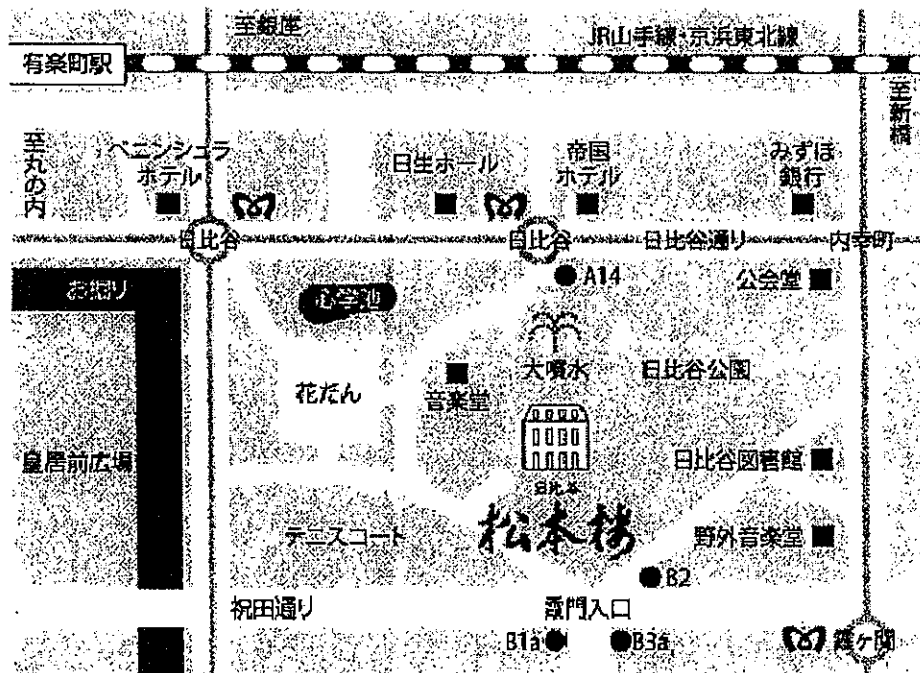 至銀座
JR山手線・京浜東北線
有楽町駅
至新橋
至丸の内
ペニンシュラ
ホテル
日生ホール
帝国
ホテル
みずほ
銀行
日比谷
日比谷
日比谷通り
内幸町
お掘り
心字池
A14
公会堂
大噴水
日比谷公園
花だん
音楽堂
皇居前広場
日比谷図書館
日比谷
松本楼
テニスコート
野外音楽堂
B2
祝田通り
霞門入口
B1a
B3a
霞ヶ関